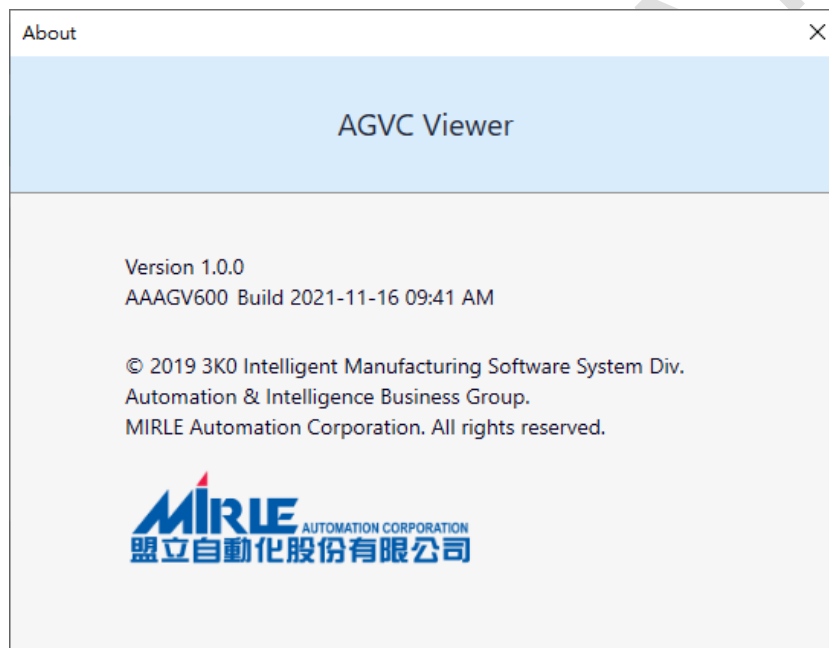 About
AGVC Viewer
Version 1.0.0
AAAGV600 Build 2021-11-16 09:41 AM
© 2019 3K0 Intelligent Manufacturing Software System Div.
Automation & Intelligence Business Group.
MIRLE Automation Corporation. All rights reserved.
MIRLE AUTOMATION CORPORATION
盟立自動化股份有限公司